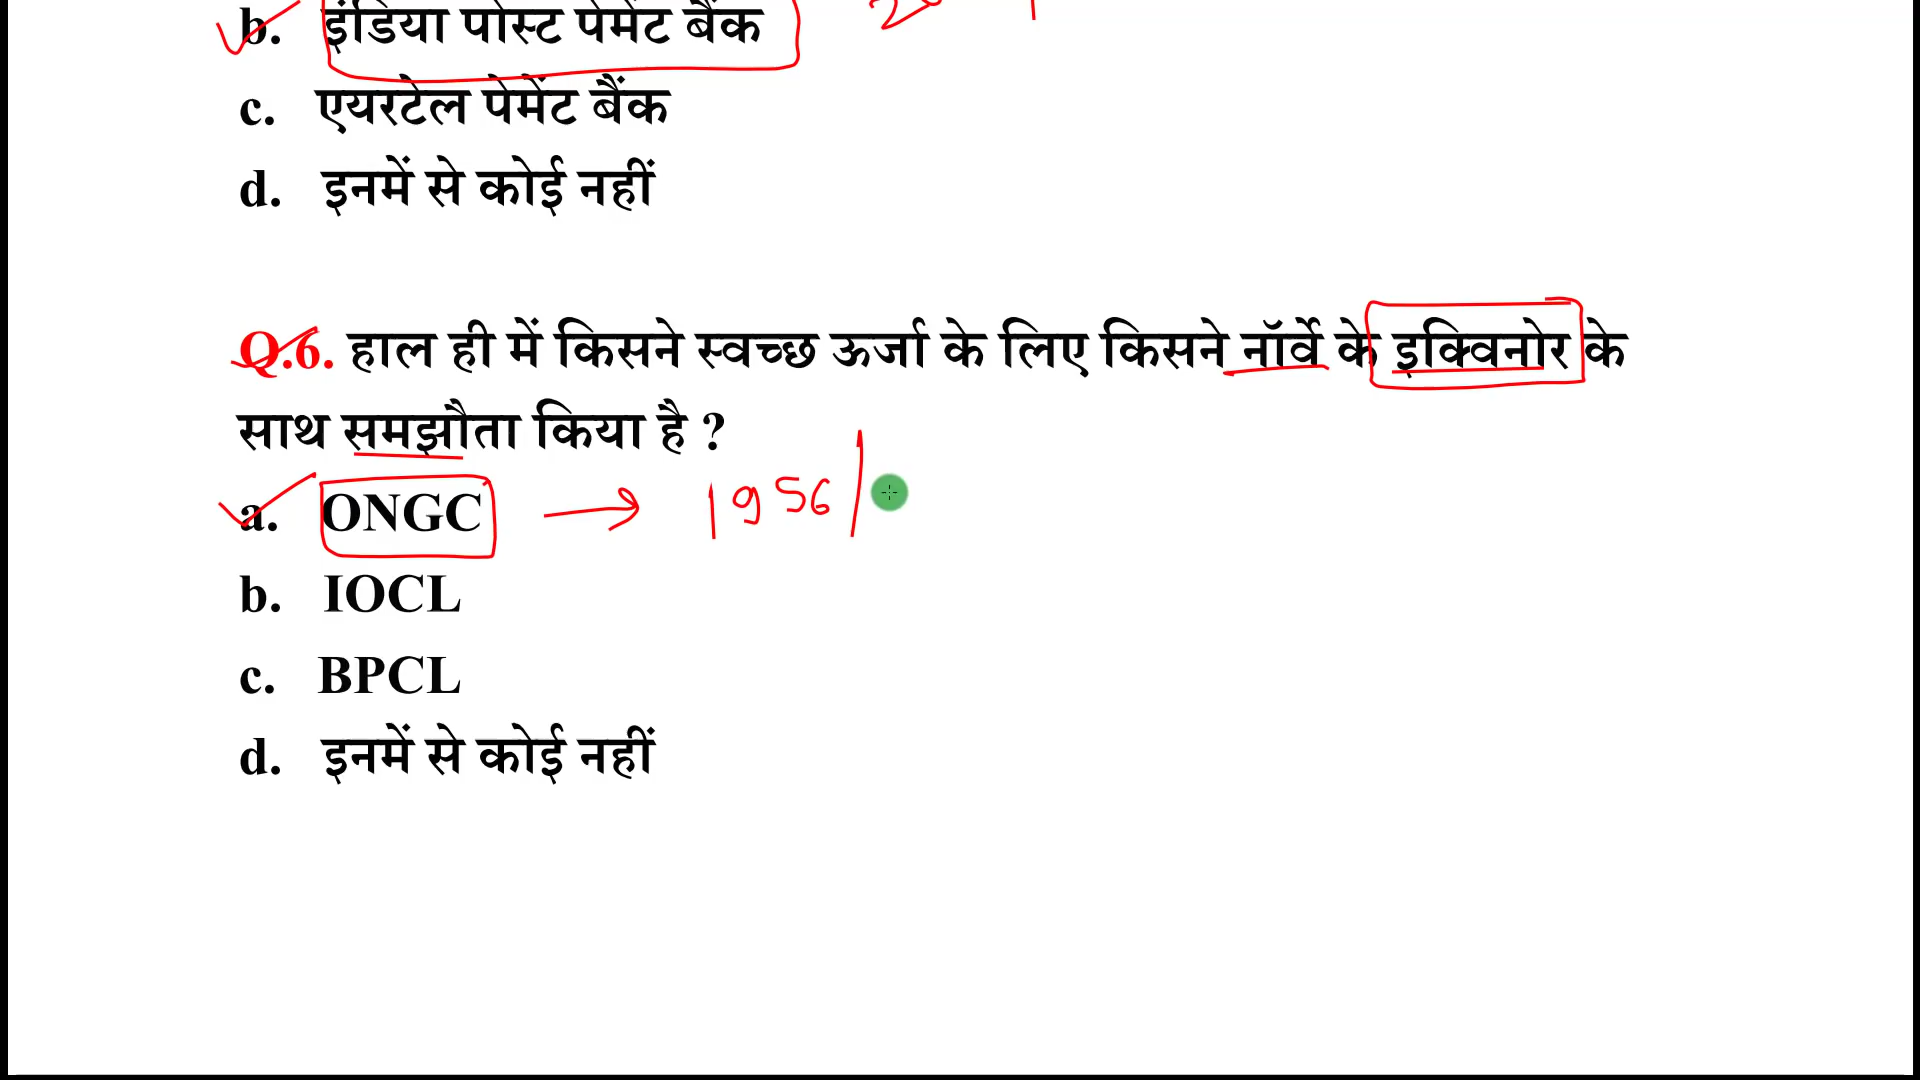 b. इंडिया पोस्ट पेमेंट बैंक
c. एयरटेल पेमेंट बैंक
d. इनमें से कोई नहीं
Q.6. हाल ही में किसने स्वच्छ ऊर्जा के लिए किसने नॉर्वे के इक्विनोर के
साथ समझौता किया है ?
a. ONGC → 1956
b. IOCL
c. BPCL
d. इनमें से कोई नहीं